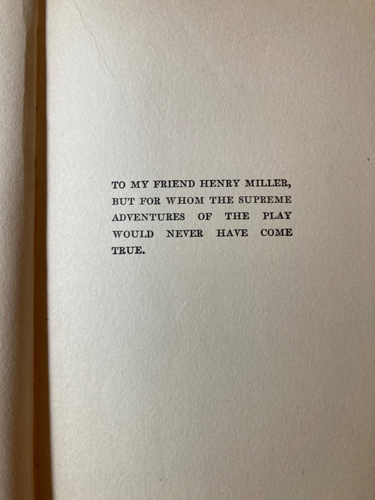 TO MY FRIEND HENRY MILLER,
BUT FOR WHOM THE SUPREME
ADVENTURES OF THE PLAY
WOULD NEVER HAVE COME
TRUE.